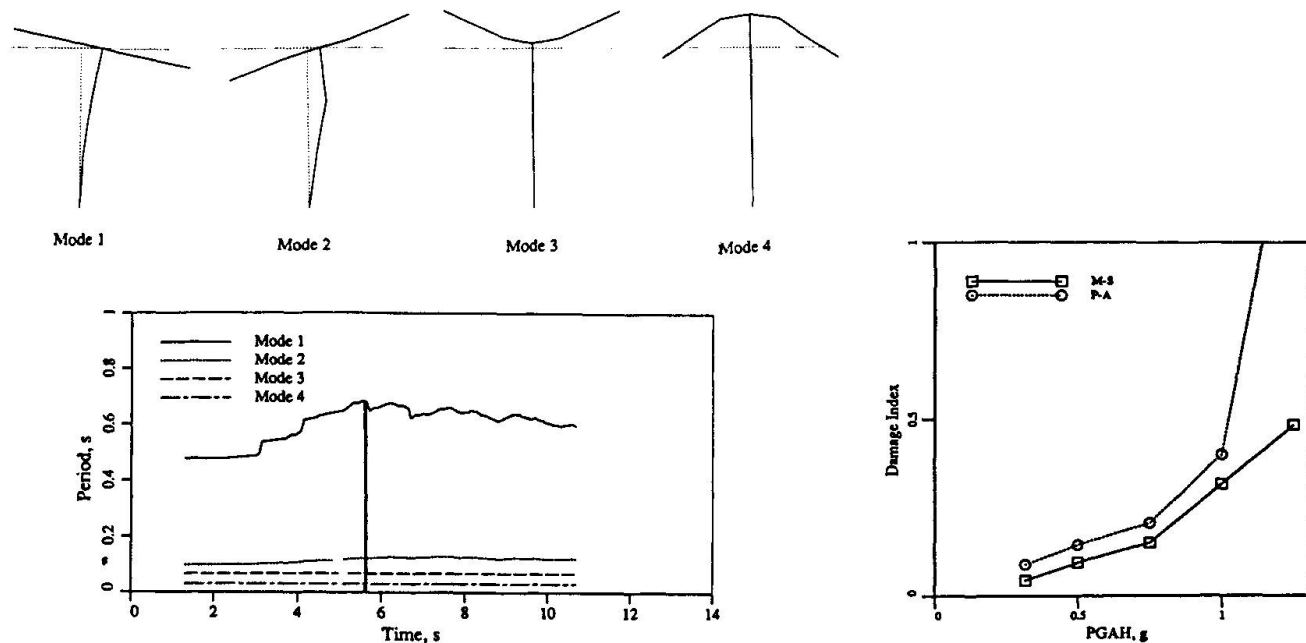 Mode 1
Mode 2
Mode 3
Mode 4
Mode 1
Mode 2
Mode 3
Mode 4
Period, s
0.8
0.6
0.4
0.2
0
0
2
4
6
8
10
12
14
Time, s
M-S
P-A
Damage Index
1
0.5
0
0
0.5
1
PGAH, g